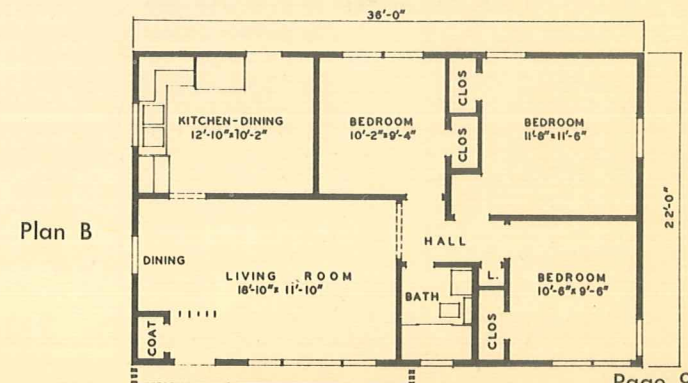 36'-0"
KITCHEN-DINING
12'-10"x10'-2"
BEDROOM
10'-2"x9'-4"
CLOS
CLOS
BEDROOM
11'-8"x11'-6"
22'-0"
Plan B
DINING
LIVING ROOM
18'-10"x 11'-10"
HALL
BATH
L.
CLOS
BEDROOM
10'-6"x 9'-6"
COAT
Page